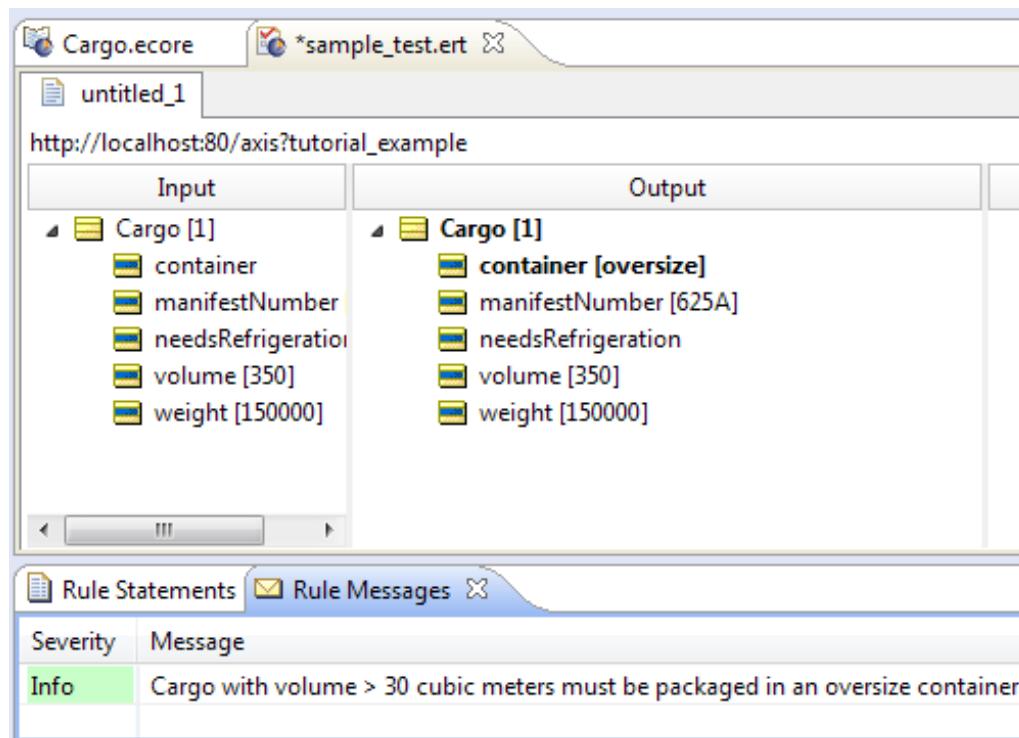 Cargo.ecore *sample_test.ert
untitled_1
http://localhost:80/axis?tutorial_example
Input Output
Cargo [1] Cargo [1]
container container [oversize]
manifestNumber manifestNumber [625A]
needsRefrigeration needsRefrigeration
volume [350] volume [350]
weight [150000] weight [150000]
Rule Statements Rule Messages
Severity Message
Info Cargo with volume > 30 cubic meters must be packaged in an oversize container